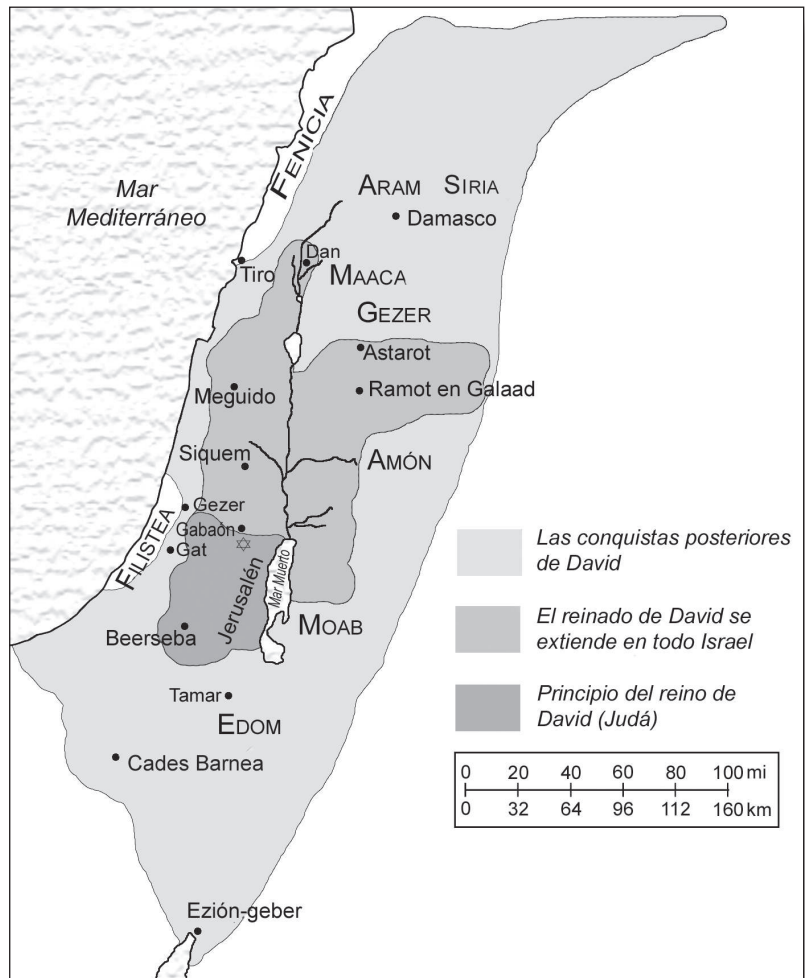 FENICIA
ARAM SIRIA
Mar
Mediterráneo
Damasco
Dan
Tiro
MAACA
GEZER
Astarot
Meguido
Ramot en Galaad
Siquem
AMÓN
Gezer
Gabaón
Gat
FILISTEA
Jerusalén
Mar Muerto
Beerseba
MOAB
Tamar
EDOM
Cades Barnea
Ezión-geber
Las conquistas posteriores
de David
El reinado de David se
extiende en todo Israel
Principio del reino de
David (Judá)
0 20 40 60 80 100 mi
0 32 64 96 112 160 km